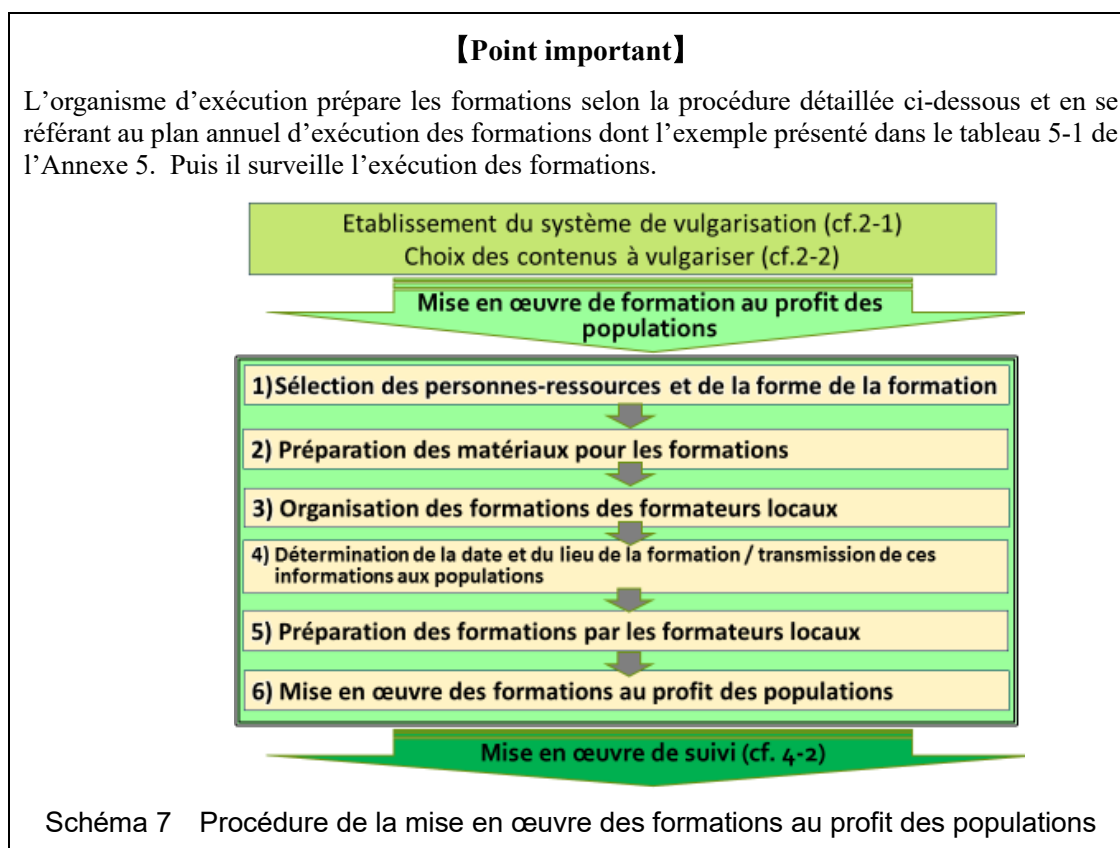 【Point important】
L’organisme d’exécution prépare les formations selon la procédure détaillée ci-dessous et en se
référant au plan annuel d’exécution des formations dont l’exemple présenté dans le tableau 5-1 de
l’Annexe 5.  Puis il surveille l’exécution des formations.
Etablissement du système de vulgarisation (cf.2-1)
Choix des contenus à vulgariser (cf.2-2)
Mise en œuvre de formation au profit des
populations
1)Sélection des personnes-ressources et de la forme de la formation
2) Préparation des matériaux pour les formations
3) Organisation des formations des formateurs locaux
4) Détermination de la date et du lieu de la formation / transmission de ces
informations aux populations
5) Préparation des formations par les formateurs locaux
6) Mise en œuvre des formations au profit des populations
Mise en œuvre de suivi (cf. 4-2)
Schéma 7    Procédure de la mise en œuvre des formations au profit des populations